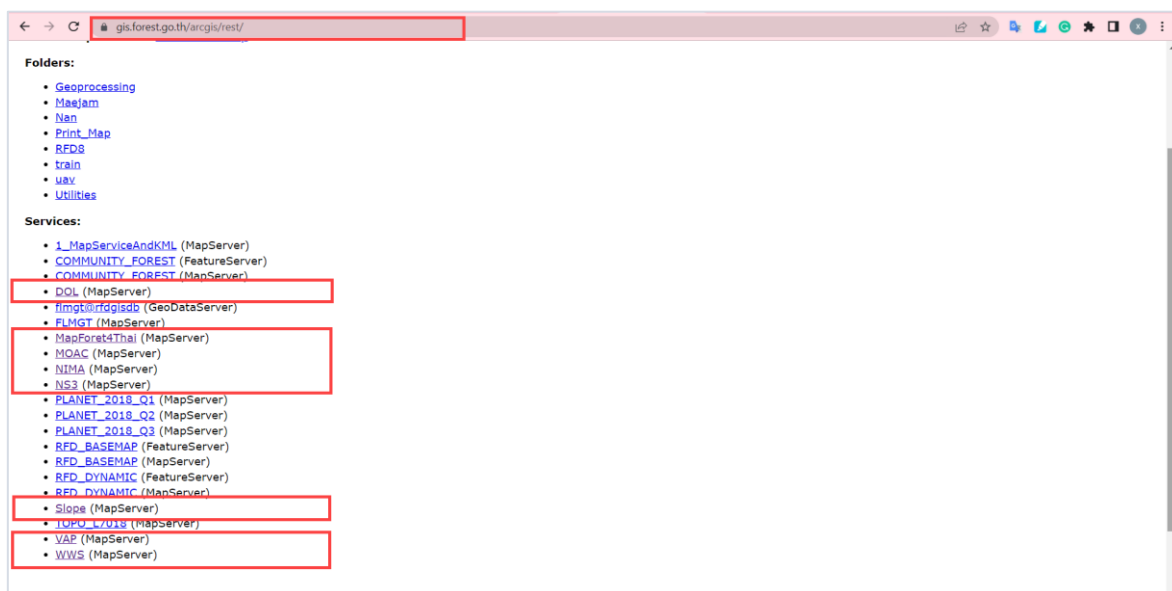 gis.forest.go.th/arcgis/rest/
Folders:
Geoprocessing
Maejam
Nan
Print_Map
RFD8
train
uav
Utilities
Services:
1_MapServiceAndKML (MapServer)
COMMUNITY_FOREST (FeatureServer)
COMMUNITY_FOREST (MapServer)
DOL (MapServer)
flmgt@rfdgisdb (GeoDataServer)
FLMGT (MapServer)
MapForet4Thai (MapServer)
MOAC (MapServer)
NIMA (MapServer)
NS3 (MapServer)
PLANET_2018_Q1 (MapServer)
PLANET_2018_Q2 (MapServer)
PLANET_2018_Q3 (MapServer)
RFD_BASEMAP (FeatureServer)
RFD_BASEMAP (MapServer)
RFD_DYNAMIC (FeatureServer)
RFD_DYNAMIC (MapServer)
Slope (MapServer)
TOPO_L7018 (MapServer)
VAP (MapServer)
WWS (MapServer)